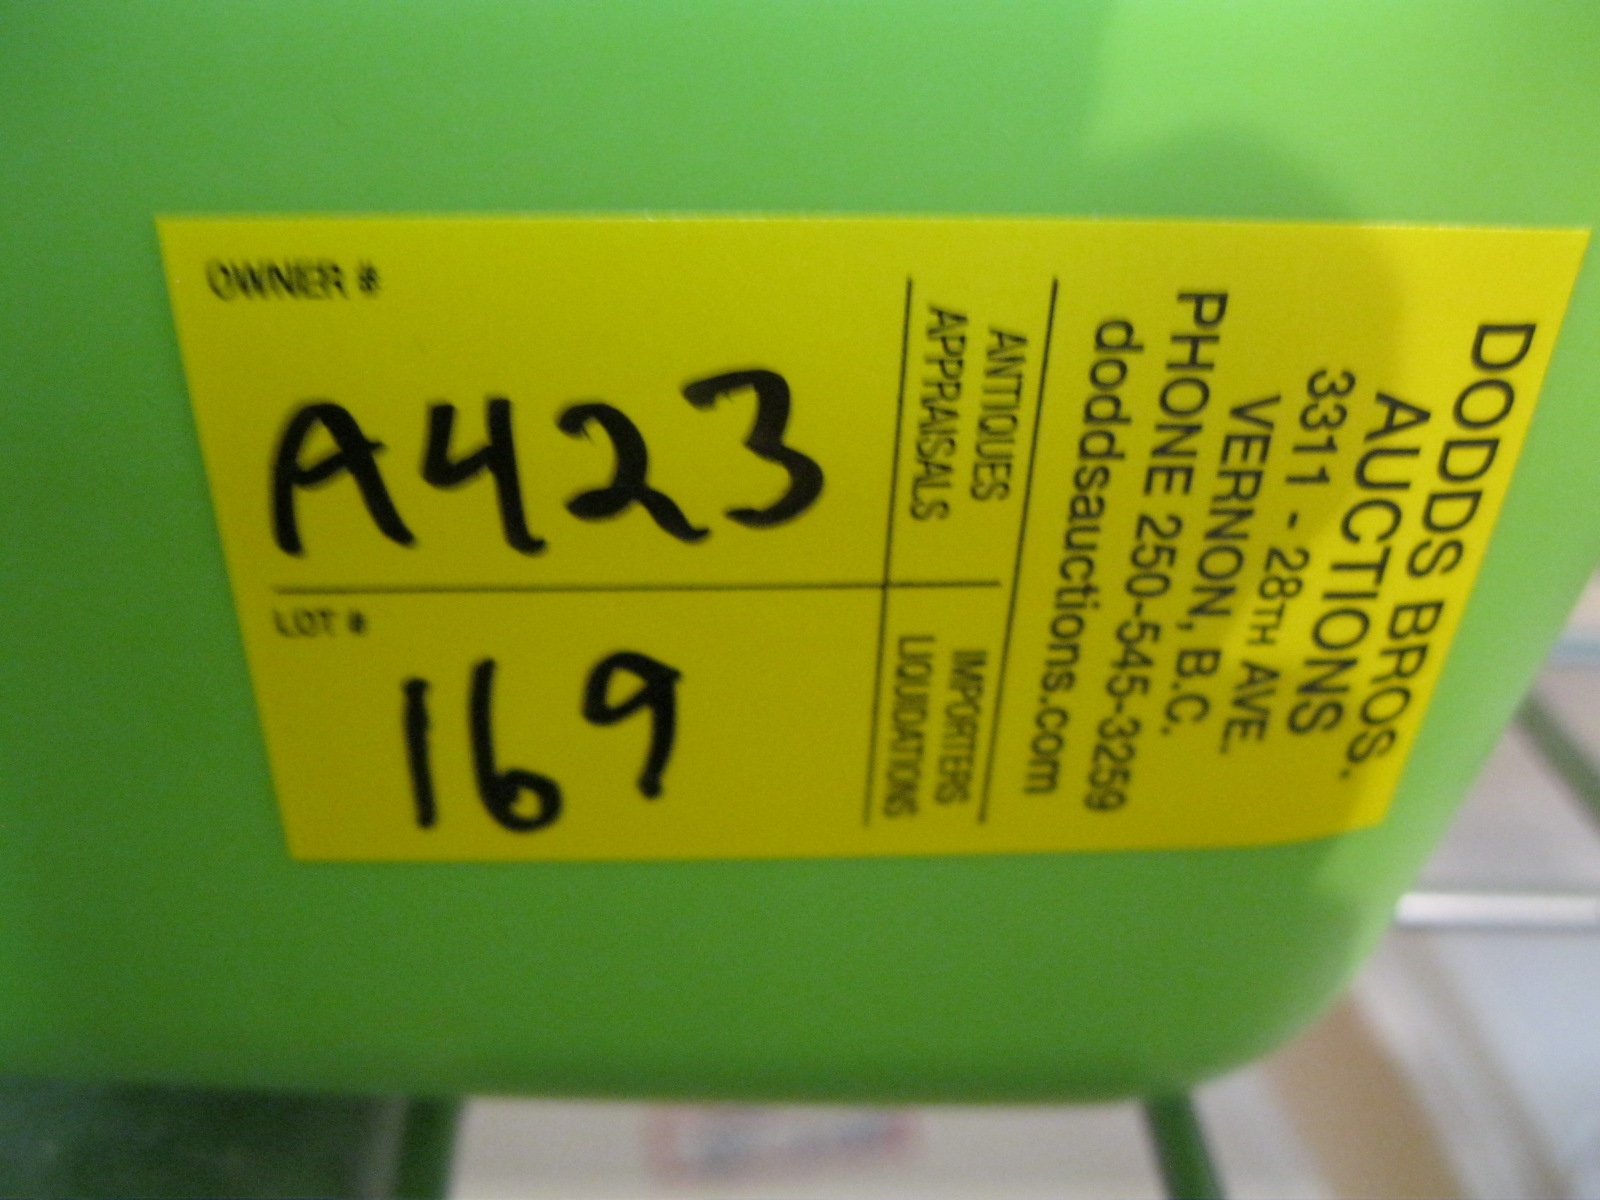 DODDS BROS.
AUCTIONS
3311 - 28TH AVE.
VERNON, B.C.
PHONE 250-545-3259
doddsauctions.com
ANTIQUES
APPRAISALS
IMPORTERS
LIQUIDATIONS
OWNER #
A423
LOT #
169